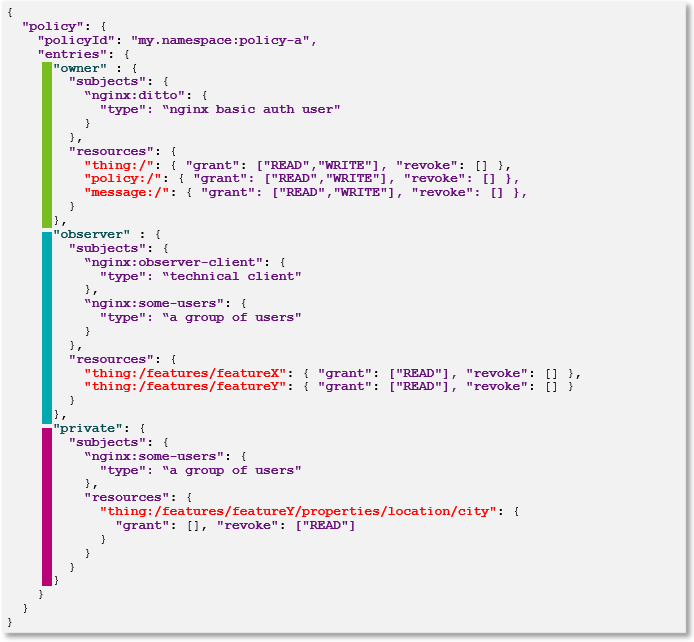 {
  "policy": {
    "policyId": "my.namespace:policy-a",
    "entries": {
      "owner" : {
        "subjects": {
          “nginx:ditto": {
            "type": “nginx basic auth user"
          }
        },
        "resources": {
          "thing:/": { "grant": ["READ","WRITE"], "revoke": [] },
          "policy:/": { "grant": ["READ","WRITE"], "revoke": [] },
          "message:/": { "grant": ["READ","WRITE"], "revoke": [] },
        }
      },
      "observer" : {
        "subjects": {
          “nginx:observer-client": {
            "type": “technical client"
          },
          “nginx:some-users": {
            "type": “a group of users"
          }
        },
        "resources": {
          "thing:/features/featureX": { "grant": ["READ"], "revoke": [] },
          "thing:/features/featureY": { "grant": ["READ"], "revoke": [] }
        }
      },
      "private": {
        "subjects": {
          “nginx:some-users": {
            "type": “a group of users"
          },
          "resources": {
            "thing:/features/featureY/properties/location/city": {
              "grant": [], "revoke": ["READ"]
            }
          }
        }
      }
    }
  }
}